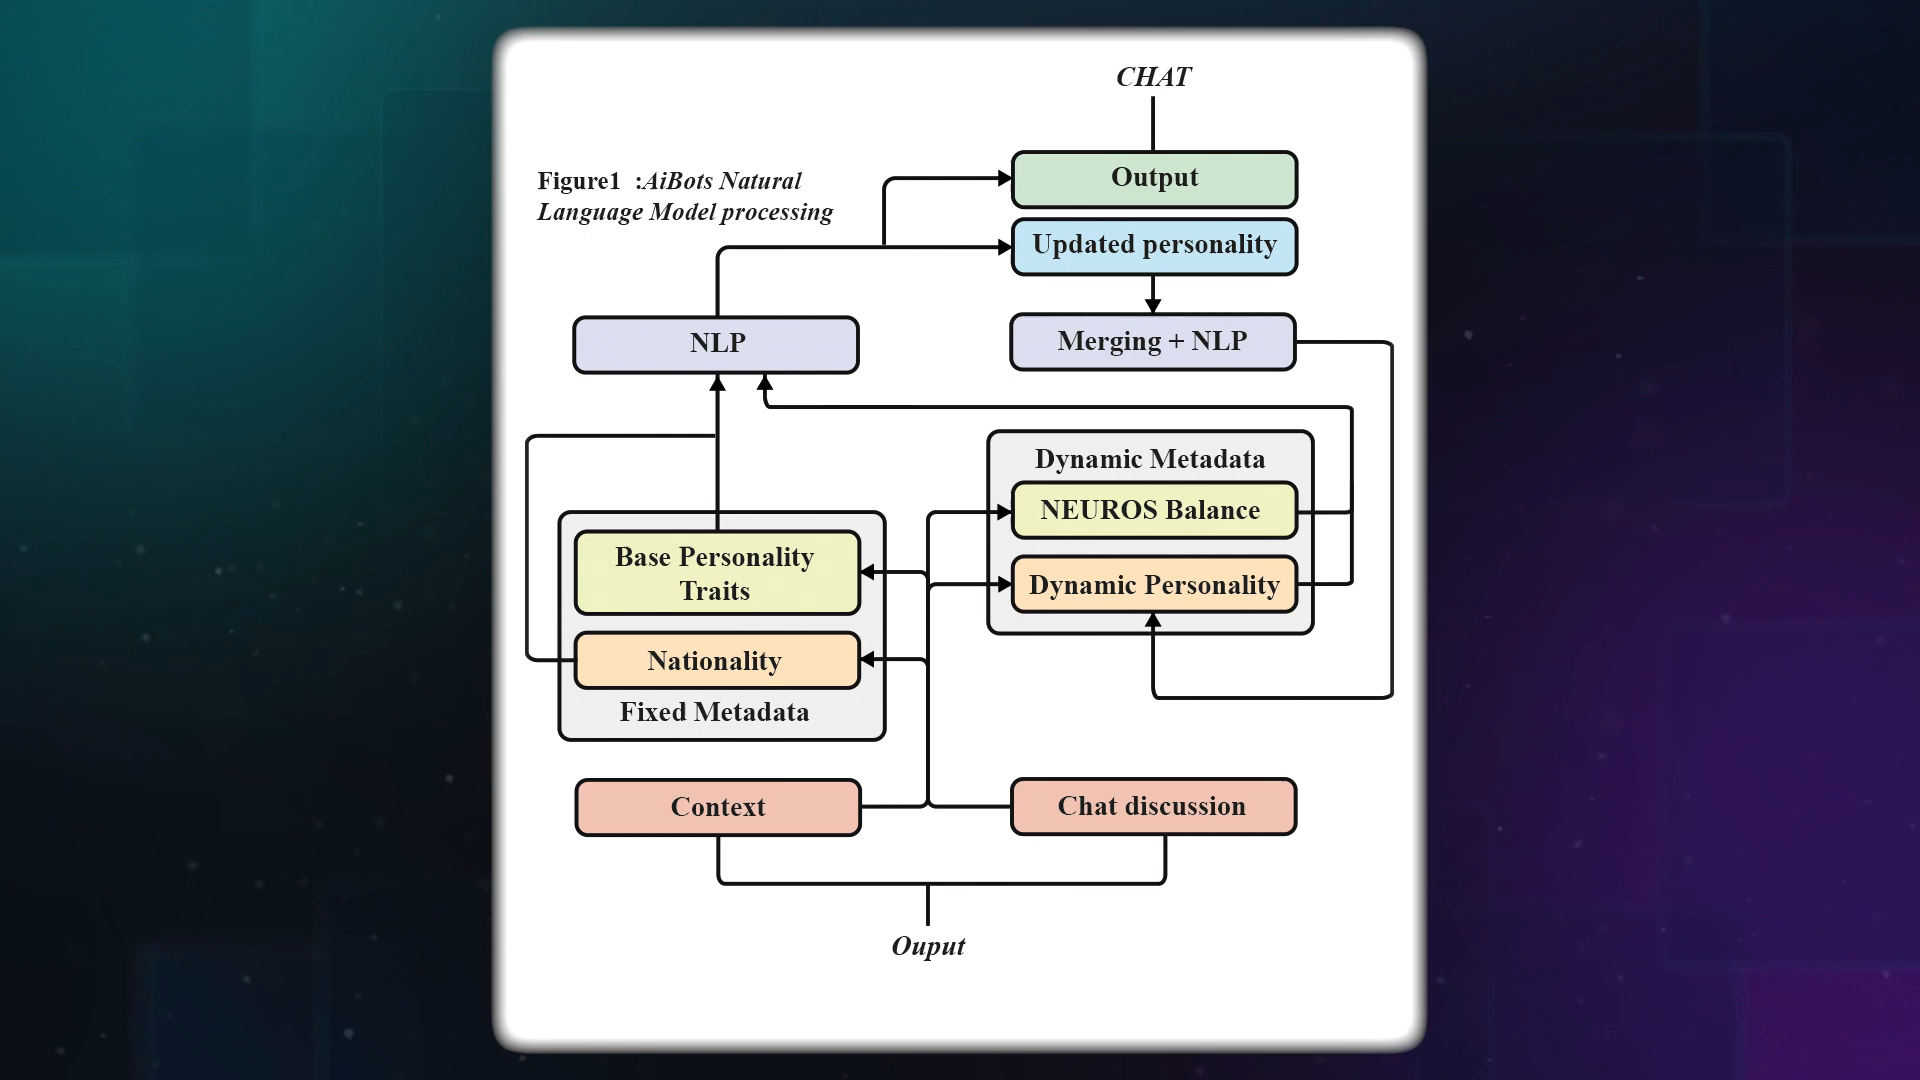 CHAT
Figure1 :AiBots Natural
Language Model processing
Output
Updated personality
NLP
Merging + NLP
Dynamic Metadata
NEUROS Balance
Dynamic Personality
Base Personality
Traits
Nationality
Fixed Metadata
Context
Chat discussion
Ouput